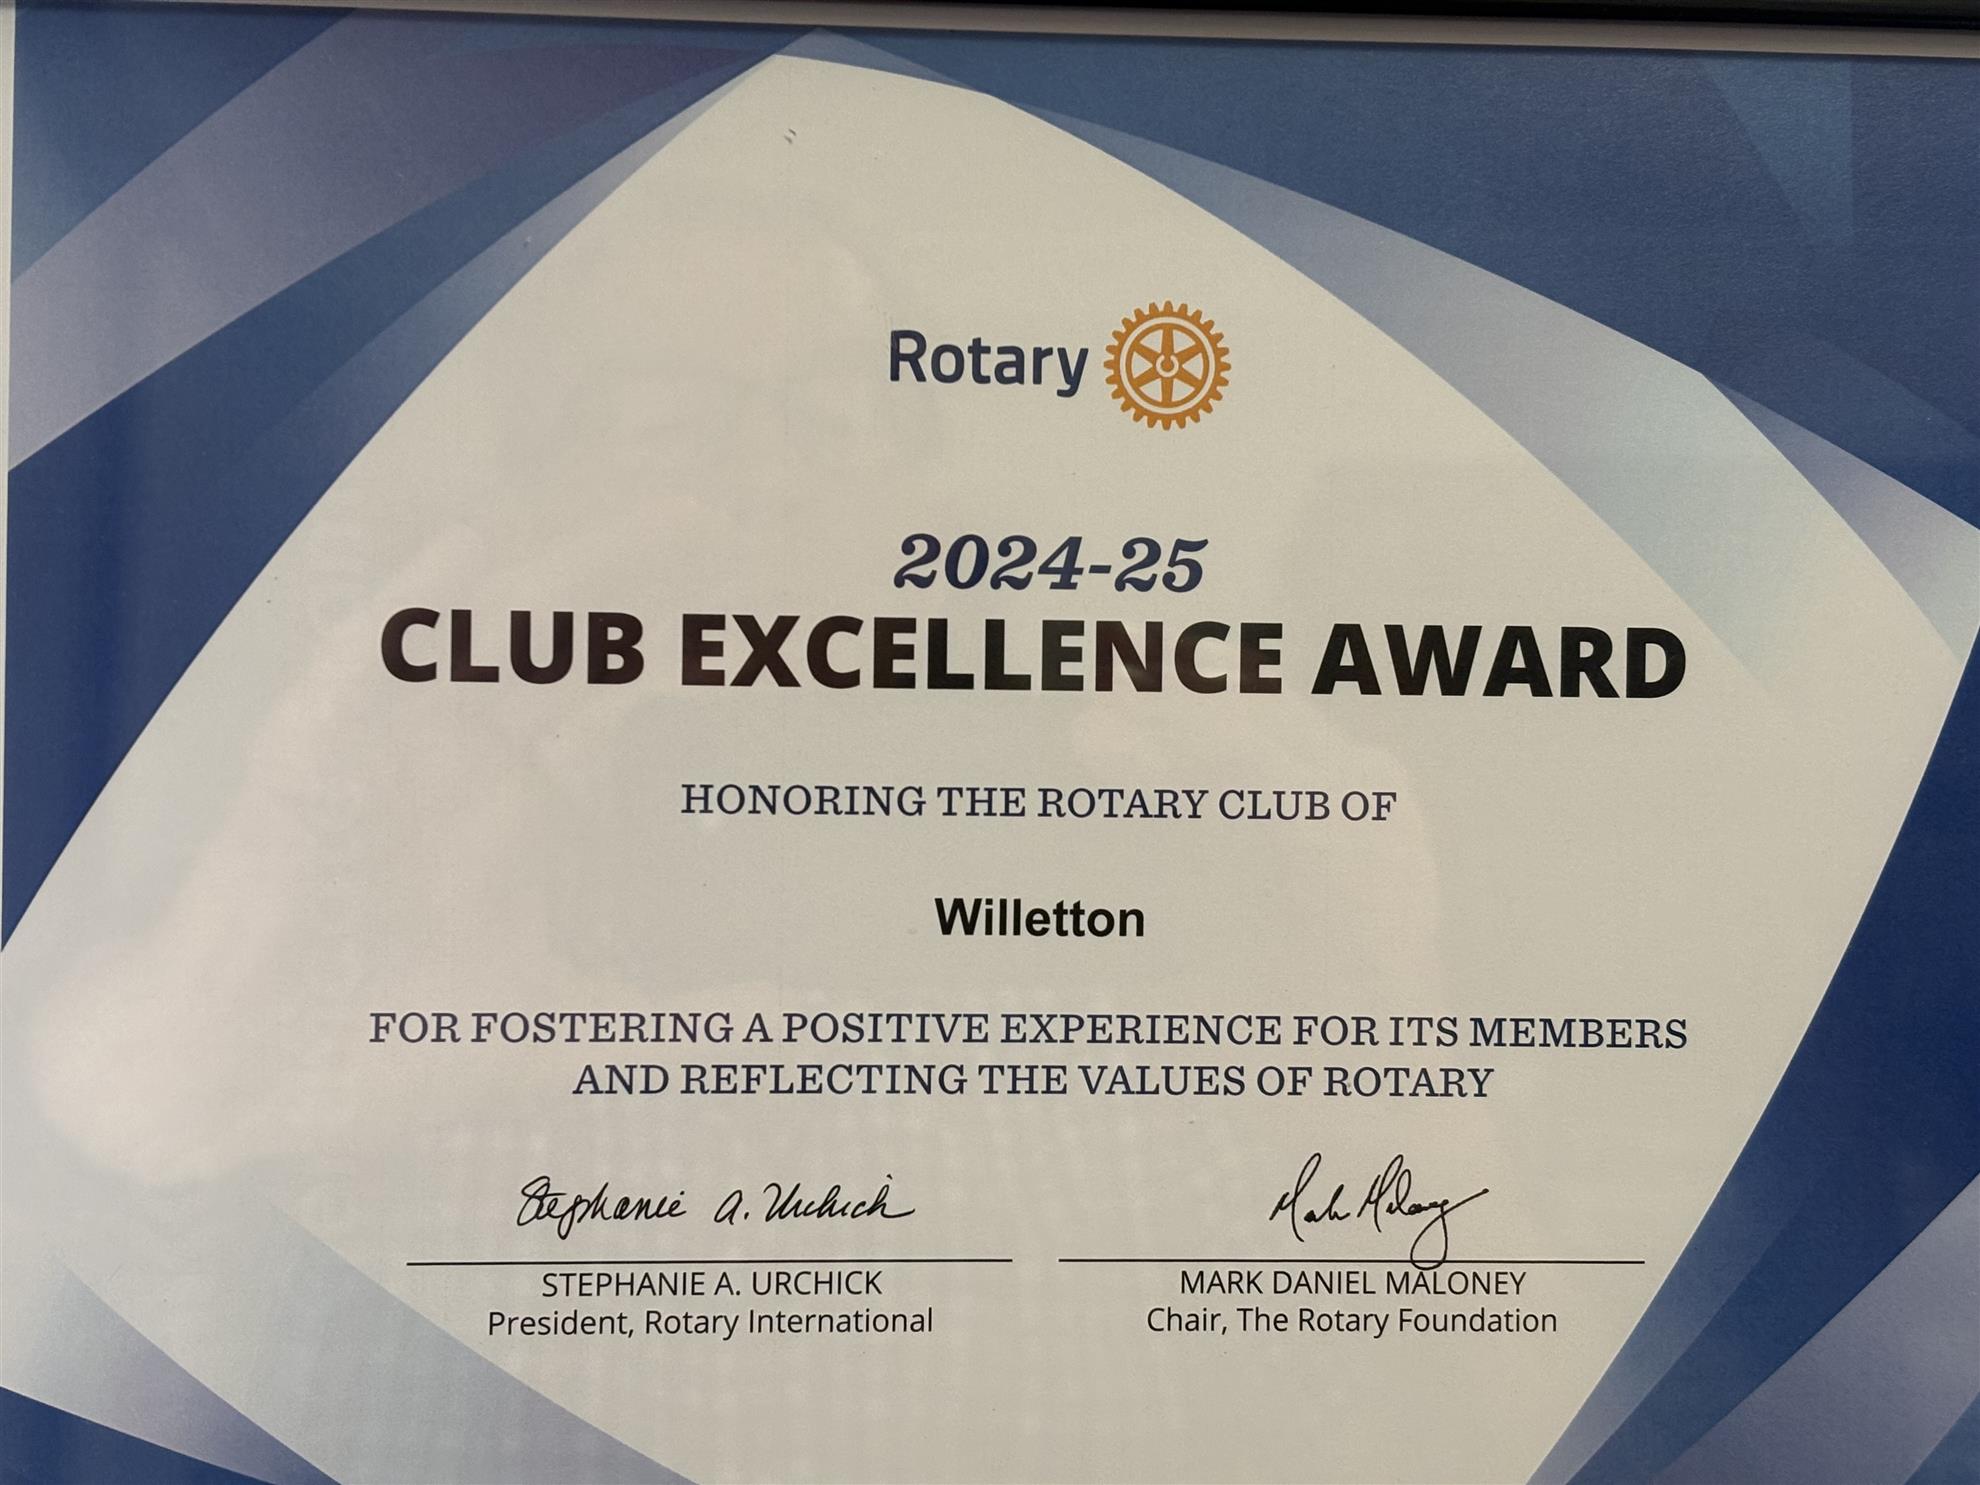 Rotary
2024-25
CLUB EXCELLENCE AWARD
HONORING THE ROTARY CLUB OF
Willetton
FOR FOSTERING A POSITIVE EXPERIENCE FOR ITS MEMBERS
AND REFLECTING THE VALUES OF ROTARY
Stephanie A. Urchick
Mark Maloney
STEPHANIE A. URCHICK
President, Rotary International
MARK DANIEL MALONEY
Chair, The Rotary Foundation